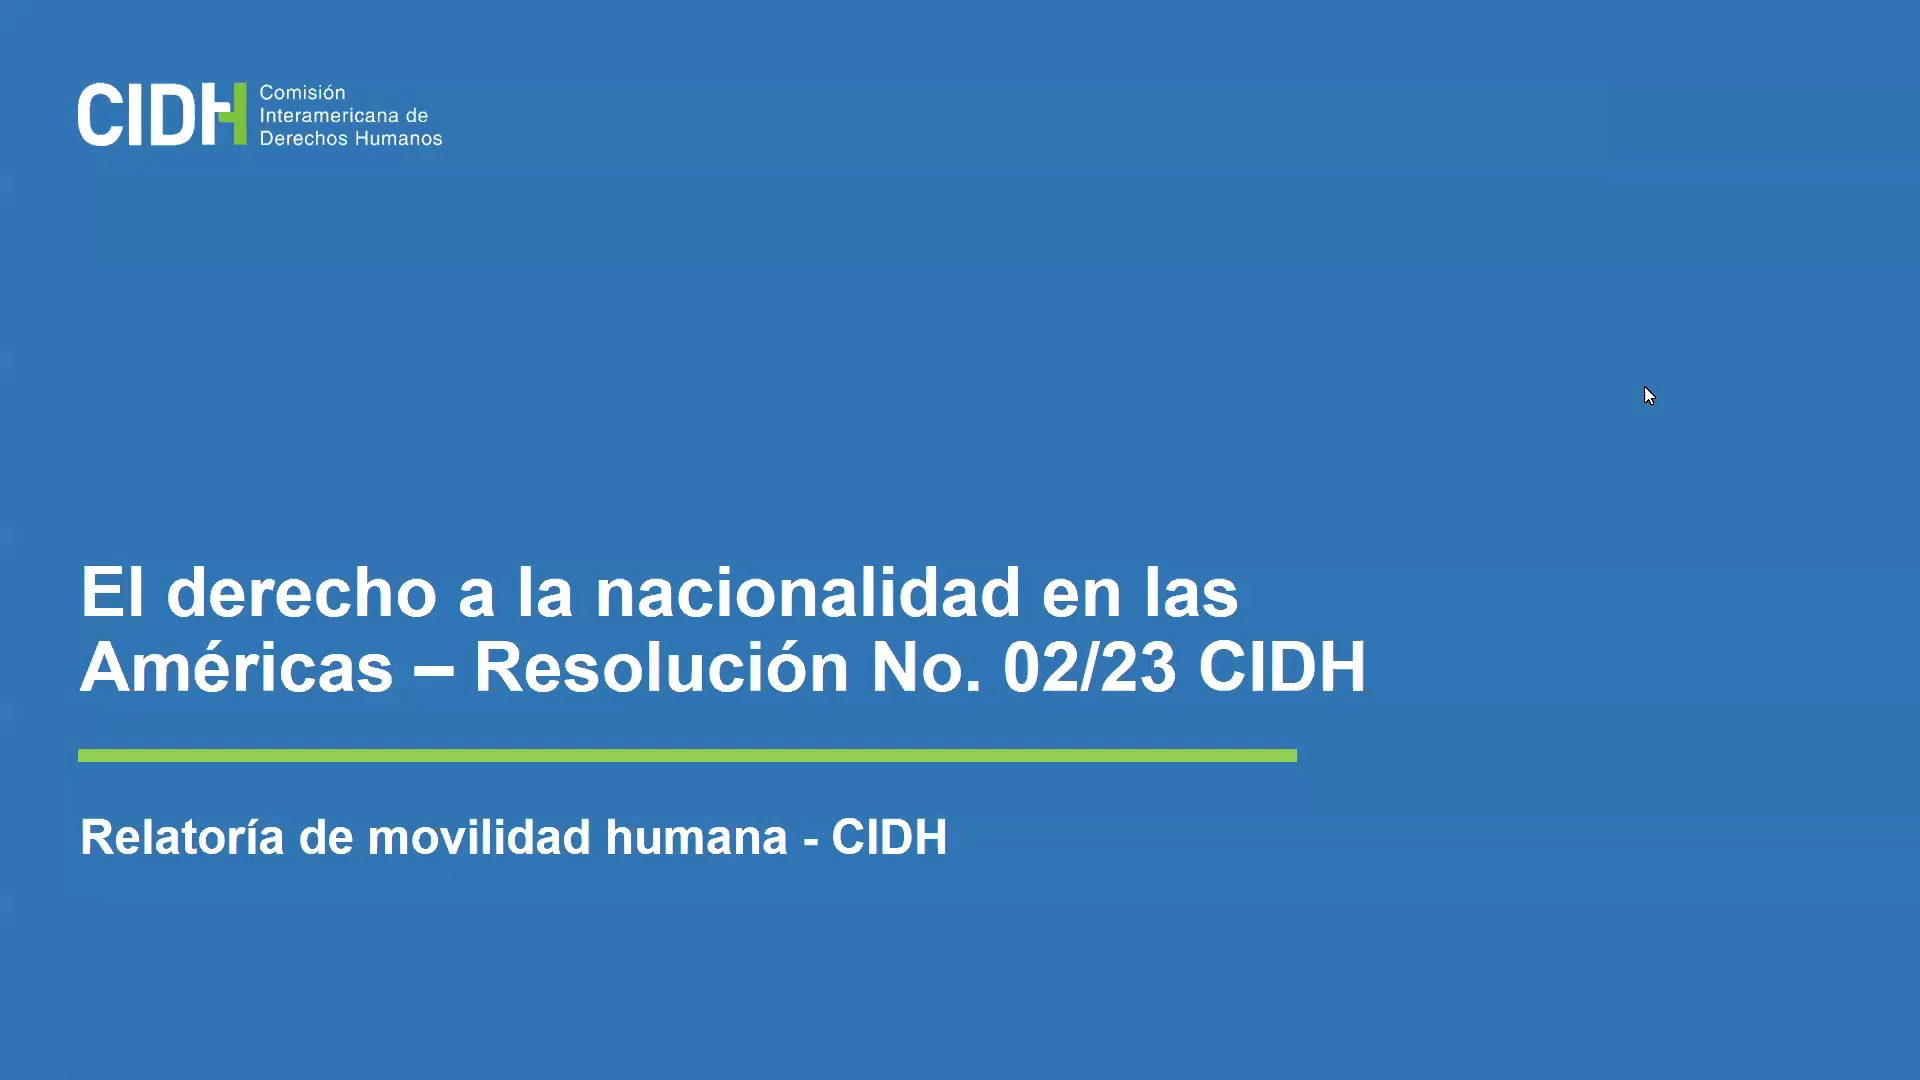 CIDH
Comisión
Interamericana de
Derechos Humanos
El derecho a la nacionalidad en las
Américas – Resolución No. 02/23 CIDH
Relatoría de movilidad humana - CIDH